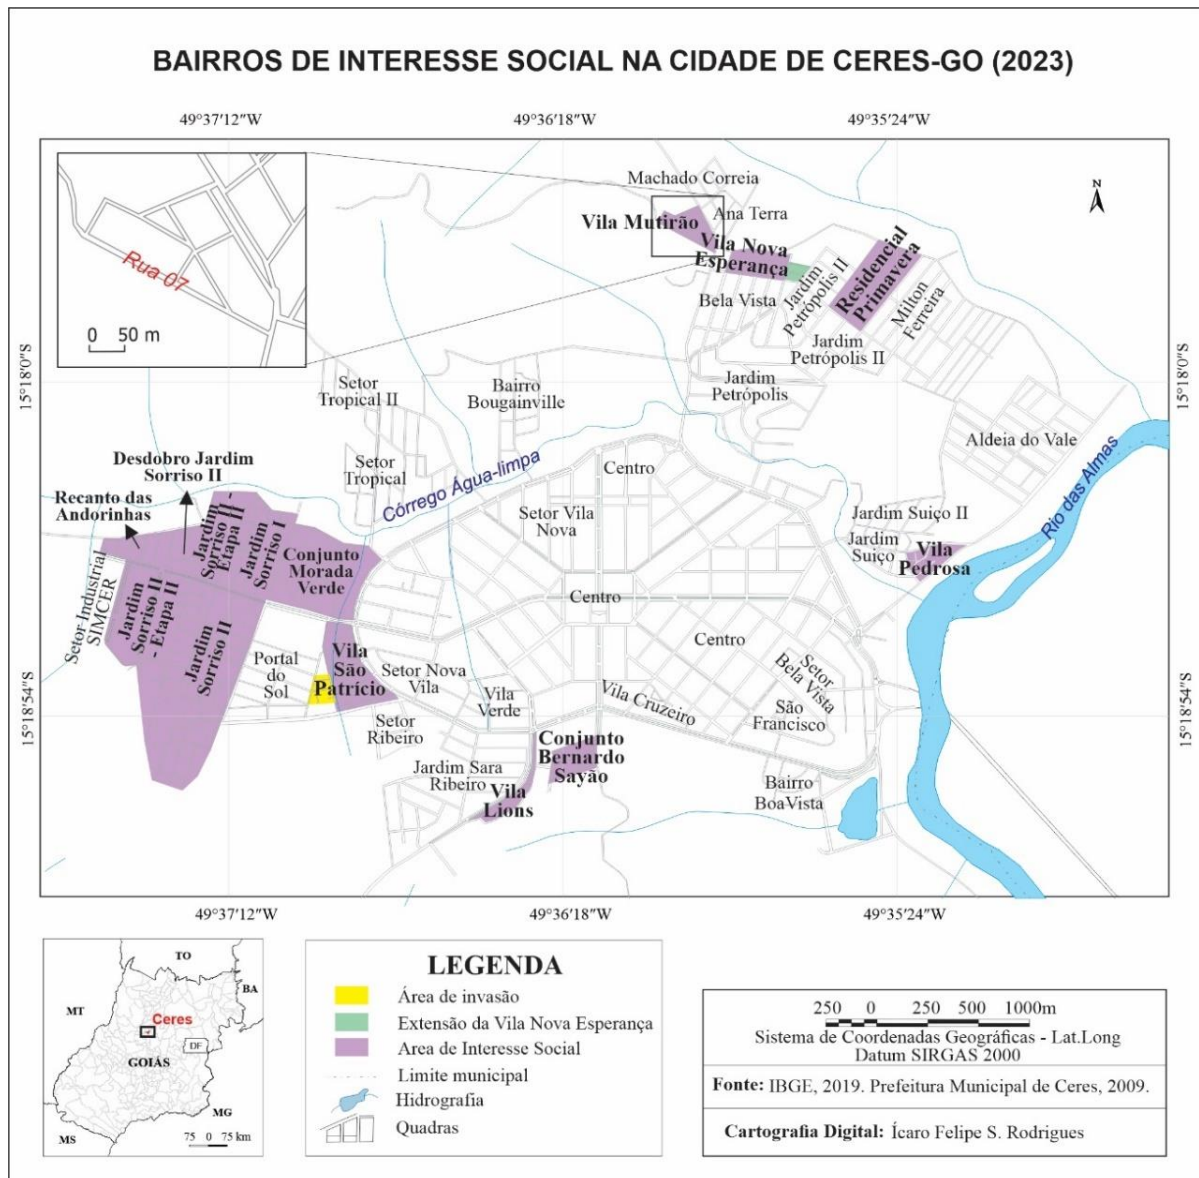 BAIRROS DE INTERESSE SOCIAL NA CIDADE DE CERES-GO (2023)
49°37'12"W
49°36'18"W
49°35'24"W
15°18'0"S
15°18'54"S
15°18'0"S
15°18'54"S
Rua 07
0 50 m
N
Machado Correia
Vila Mutirão
Ana Terra
Vila Nova
Esperança
Bela Vista
Jardim
Petrópolis II
Residencial
Primavera
Milton
Ferreira
Jardim
Petrópolis II
Jardim
Petrópolis
Setor
Tropical II
Bairro
Bougainville
Aldeia do Vale
Rio das Almas
Desdobro Jardim
Sorriso II
Recanto das
Andorinhas
Setor
Tropical
Córrego Água-limpa
Centro
Setor Vila
Nova
Jardim Suiço II
Jardim
Suiço
Vila
Pedrosa
Setor Industrial
SIMCER
Jardim
Sorriso II -
Etapa II
Jardim
Sorriso I
Conjunto
Morada
Verde
Jardim
Sorriso II
- Etapa II
Jardim
Sorriso II
Centro
Centro
Portal
do
Sol
Vila
São
Patrício
Setor Nova
Vila
Setor
Bela Vista
Vila
Verde
Vila Cruzeiro
São
Francisco
Setor
Ribeiro
Conjunto
Bernardo
Sayão
Jardim Sara
Ribeiro
Vila
Lions
Bairro
BoaVista
49°37'12"W
49°36'18"W
49°35'24"W
TO
BA
MT
Ceres
DF
GOIÁS
MG
MS
75 0 75 km
LEGENDA
Área de invasão
Extensão da Vila Nova Esperança
Area de Interesse Social
Limite municipal
Hidrografia
Quadras
250 0 250 500 1000m
Sistema de Coordenadas Geográficas - Lat.Long
Datum SIRGAS 2000
Fonte: IBGE, 2019. Prefeitura Municipal de Ceres, 2009.
Cartografia Digital: Ícaro Felipe S. Rodrigues